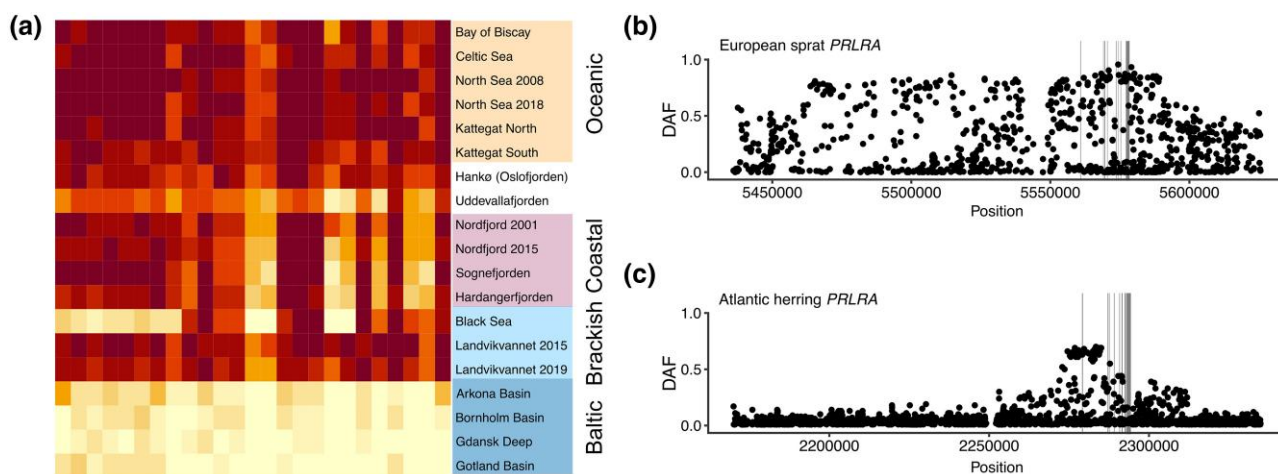 (a)
Bay of Biscay
Celtic Sea
North Sea 2008
North Sea 2018
Kattegat North
Kattegat South
Hankø (Oslofjorden)
Uddevallafjorden
Nordfjord 2001
Nordfjord 2015
Sognefjorden
Hardangerfjorden
Black Sea
Landvikvannet 2015
Landvikvannet 2019
Arkona Basin
Bornholm Basin
Gdansk Deep
Gotland Basin
Oceanic
Coastal
Brackish
Baltic
(b)
European sprat PRLRA
1.0
0.5
0.0
DAF
5450000 5500000 5550000 5600000
Position
(c)
Atlantic herring PRLRA
1.0
0.5
0.0
DAF
2200000 2250000 2300000
Position